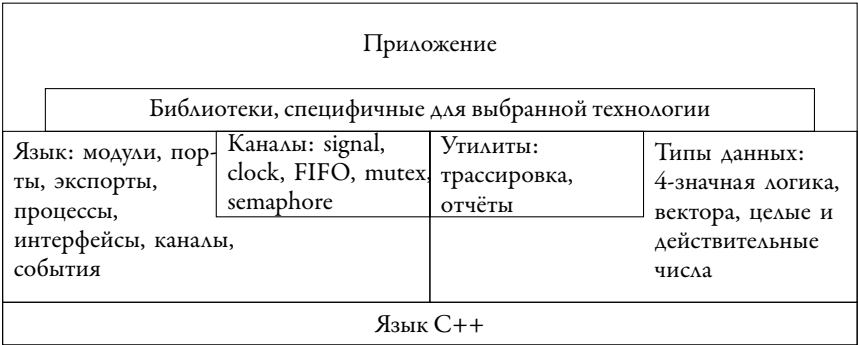 Приложение
Библиотеки, специфичные для выбранной технологии
Язык: модули, пор-
ты, экспорты,
процессы,
интерфейсы, каналы,
события
Каналы: signal,
clock, FIFO, mutex,
semaphore
Утилиты:
трассировка,
отчёты
Типы данных:
4-значная логика,
вектора, целые и
действительные
числа
Язык C++